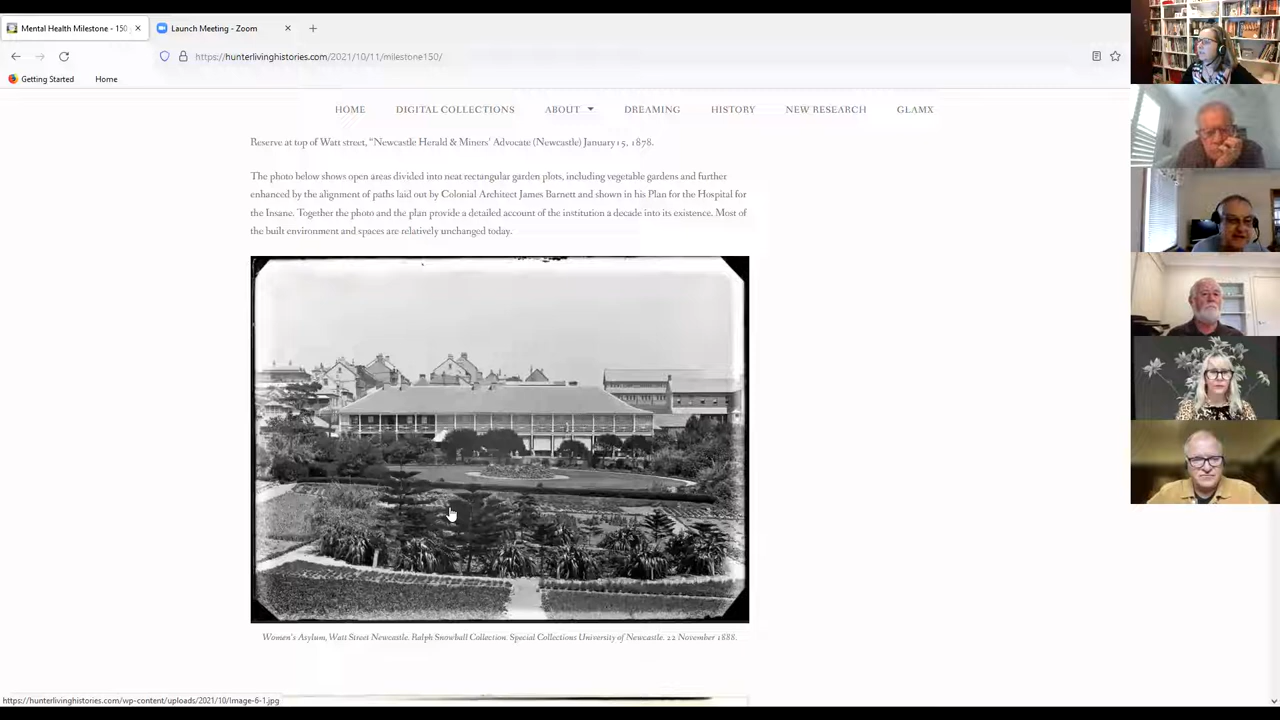 Mental Health Milestone - 150
Launch Meeting - Zoom
https://hunterlivinghistories.com/2021/10/11/milestone150/
Getting Started
Home
HOME
DIGITAL COLLECTIONS
ABOUT
DREAMING
HISTORY
NEW RESEARCH
GLAMX
Reserve at top of Watt street, "Newcastle Herald & Miners' Advocate (Newcastle) January15, 1878.
The photo below shows open areas divided into neat rectangular garden plots, including vegetable gardens and further
enhanced by the alignment of paths laid out by Colonial Architect James Barnett and shown in his Plan for the Hospital for
the Insane. Together the photo and the plan provide a detailed account of the institution a decade into its existence. Most of
the built environment and spaces are relatively unchanged today.
Women's Asylum, Watt Street Newcastle. Ralph Snowball Collection. Special Collections University of Newcastle. 22 November 1888.
https://hunterlivinghistories.com/wp-content/uploads/2021/10/Image-6-1.jpg